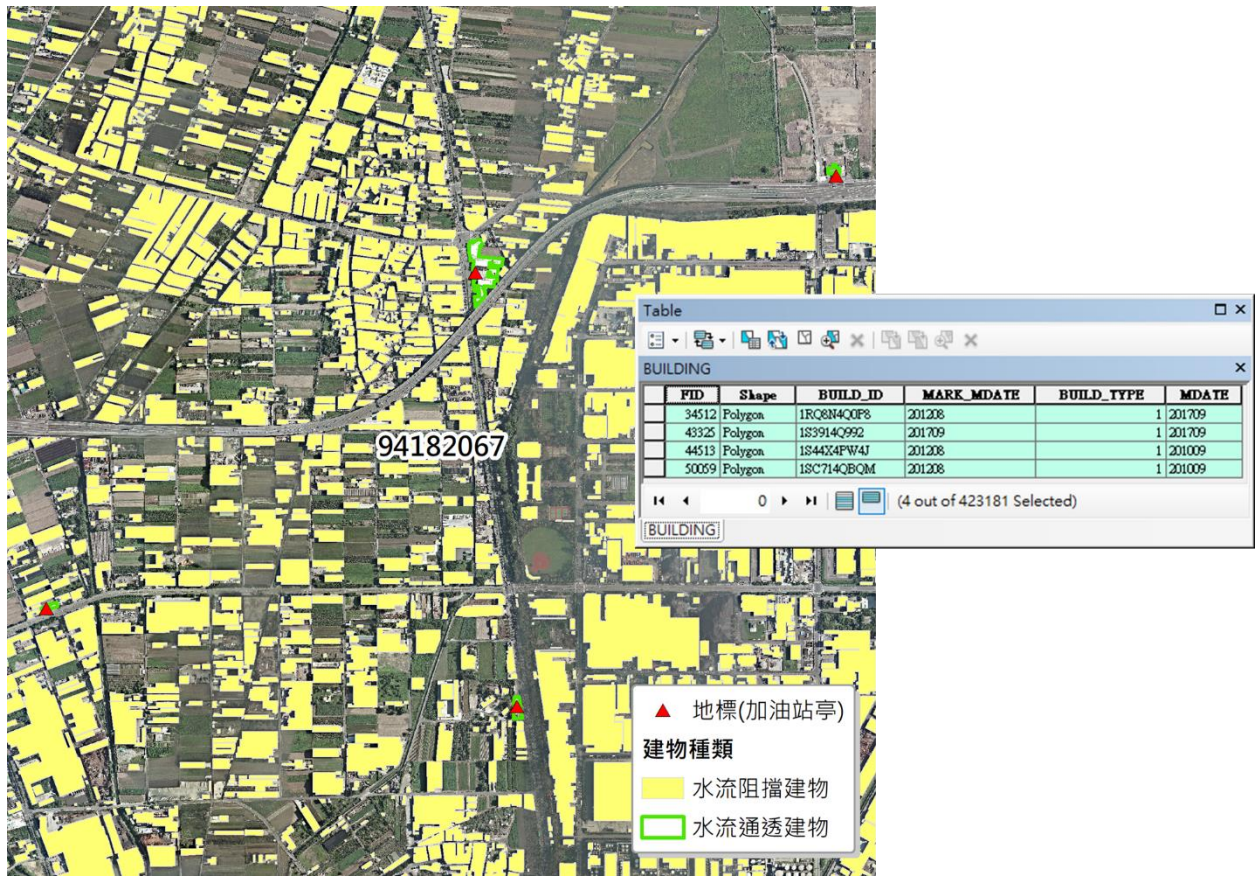 94182067
Table
BUILDING
FID Shape BUILD_ID MARK_MDATE BUILD_TYPE MDATE
34512 Polygon 1RQ8N4Q0P8 201208 1 201709
43325 Polygon 1S3914Q992 201709 1 201709
44513 Polygon 1S44X4PW4J 201208 1 201009
50059 Polygon 1SC714QBQM 201208 1 201009
0 (4 out of 423181 Selected)
BUILDING
地標(加油站亭)
建物種類
水流阻擋建物
水流通透建物